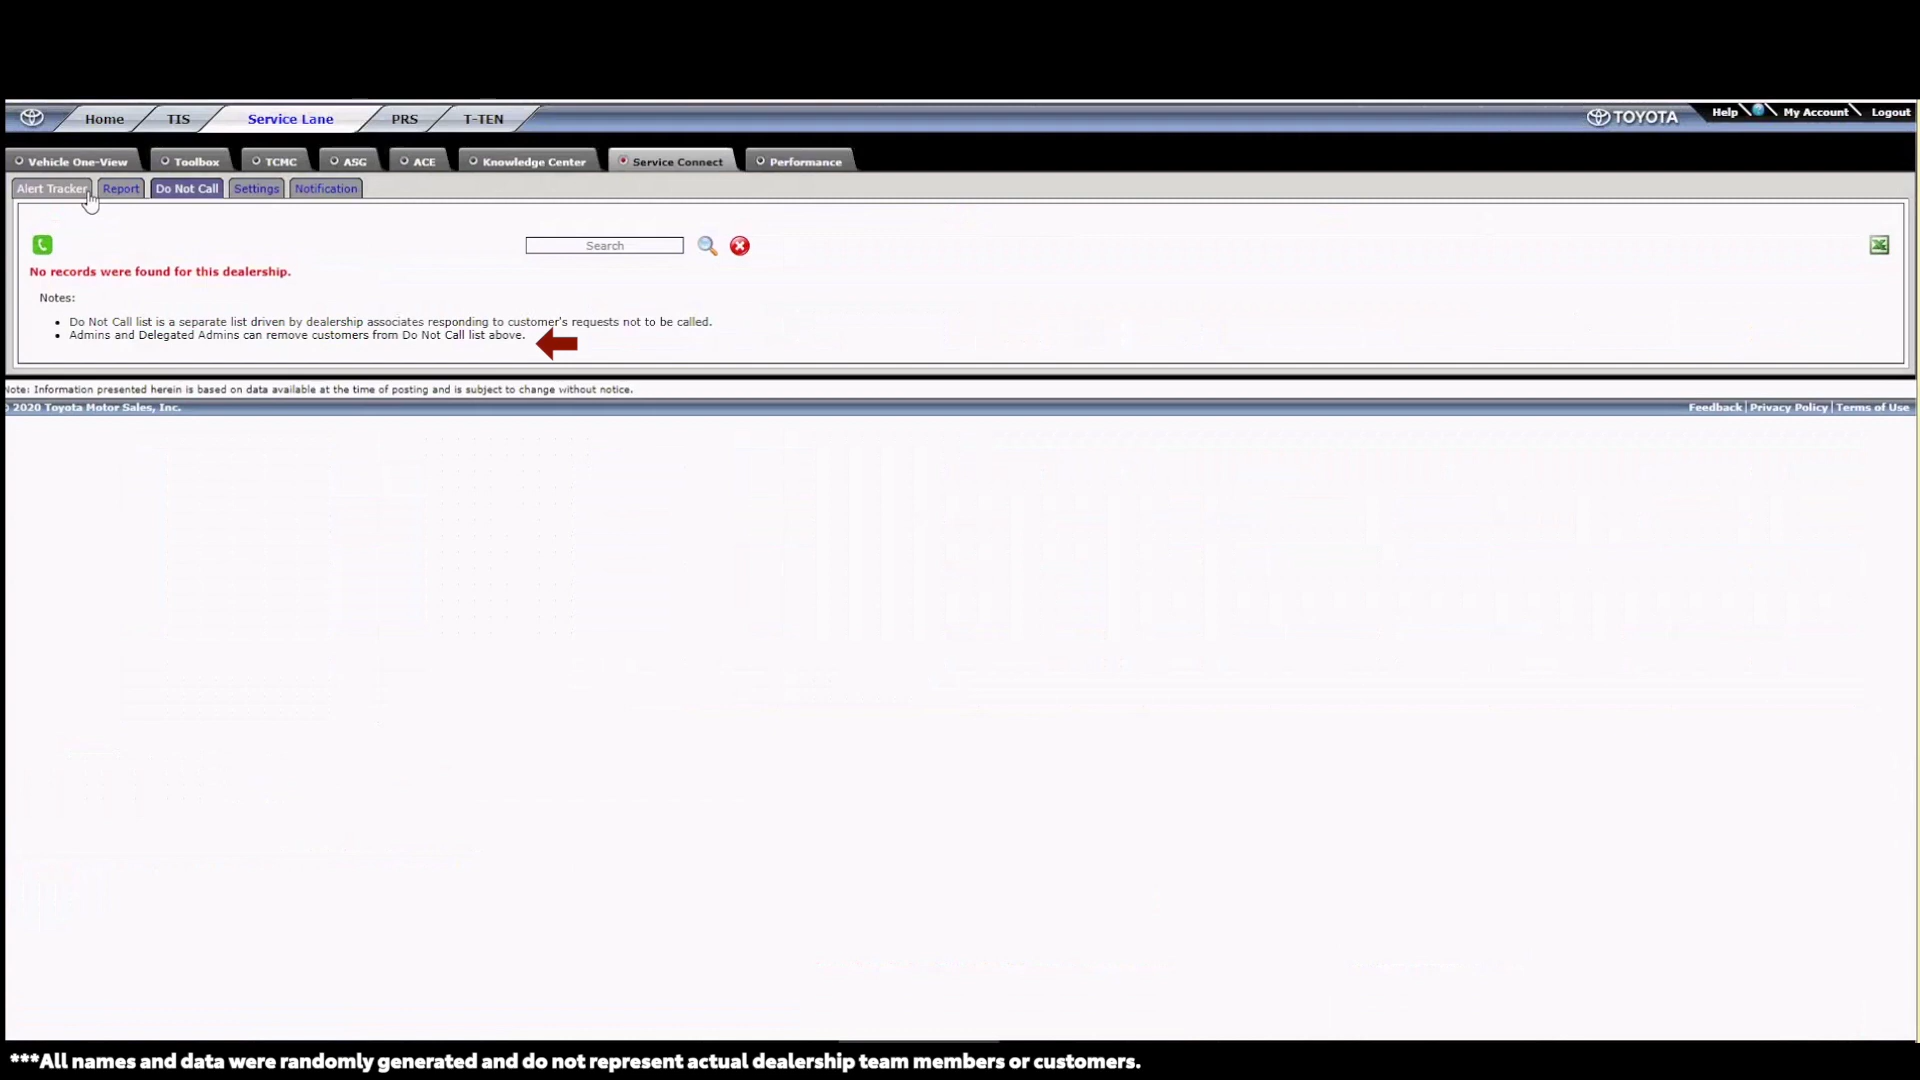 Home TIS Service Lane PRS T-TEN TOYOTA Help My Account Logout
Vehicle One-View Toolbox TCMC ASG ACE Knowledge Center Service Connect Performance
Alert Tracker Report Do Not Call Settings Notification
Search
No records were found for this dealership.
Notes:
Do Not Call list is a separate list driven by dealership associates responding to customer's requests not to be called.
Admins and Delegated Admins can remove customers from Do Not Call list above.
Note: Information presented herein is based on data available at the time of posting and is subject to change without notice.
© 2020 Toyota Motor Sales, Inc. Feedback | Privacy Policy | Terms of Use
***All names and data were randomly generated and do not represent actual dealership team members or customers.